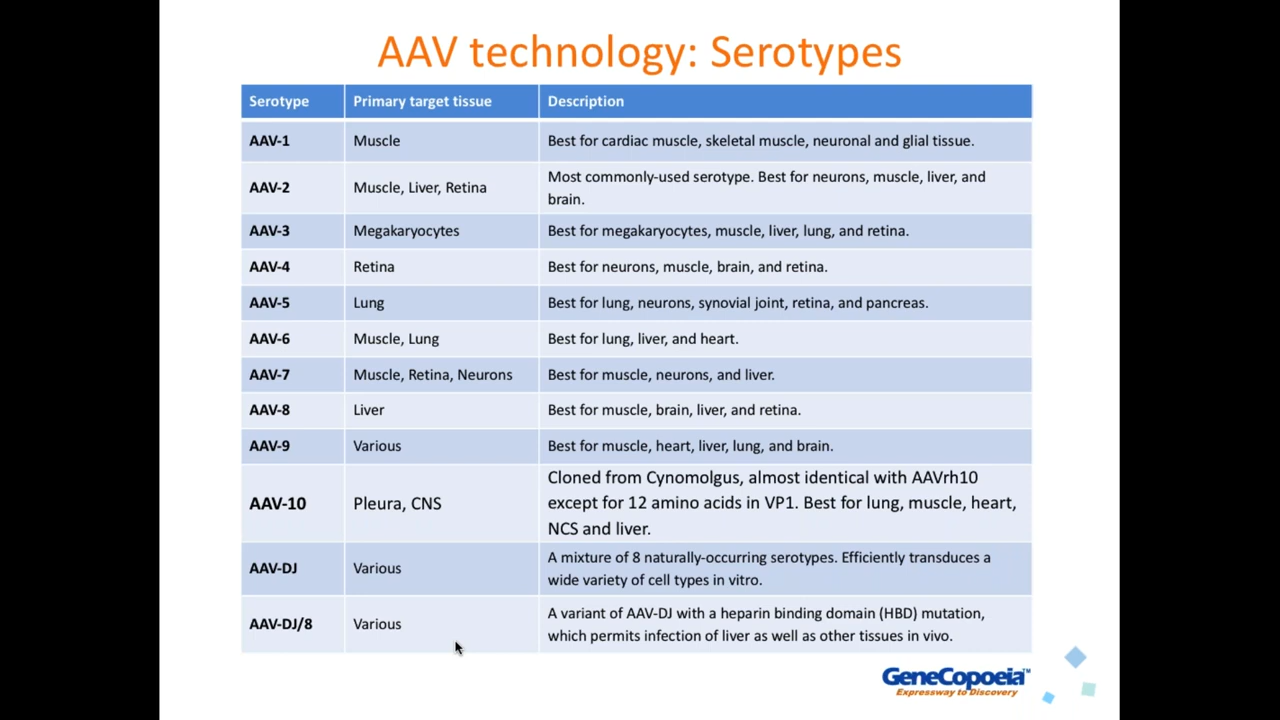 AAV technology: Serotypes
Serotype Primary target tissue Description
AAV-1 Muscle Best for cardiac muscle, skeletal muscle, neuronal and glial tissue.
AAV-2 Muscle, Liver, Retina Most commonly-used serotype. Best for neurons, muscle, liver, and
brain.
AAV-3 Megakaryocytes Best for megakaryocytes, muscle, liver, lung, and retina.
AAV-4 Retina Best for neurons, muscle, brain, and retina.
AAV-5 Lung Best for lung, neurons, synovial joint, retina, and pancreas.
AAV-6 Muscle, Lung Best for lung, liver, and heart.
AAV-7 Muscle, Retina, Neurons Best for muscle, neurons, and liver.
AAV-8 Liver Best for muscle, brain, liver, and retina.
AAV-9 Various Best for muscle, heart, liver, lung, and brain.
AAV-10 Pleura, CNS Cloned from Cynomolgus, almost identical with AAVrh10
except for 12 amino acids in VP1. Best for lung, muscle, heart,
NCS and liver.
AAV-DJ Various A mixture of 8 naturally-occurring serotypes. Efficiently transduces a
wide variety of cell types in vitro.
AAV-DJ/8 Various A variant of AAV-DJ with a heparin binding domain (HBD) mutation,
which permits infection of liver as well as other tissues in vivo.
GeneCopoeia™
Expressway to Discovery